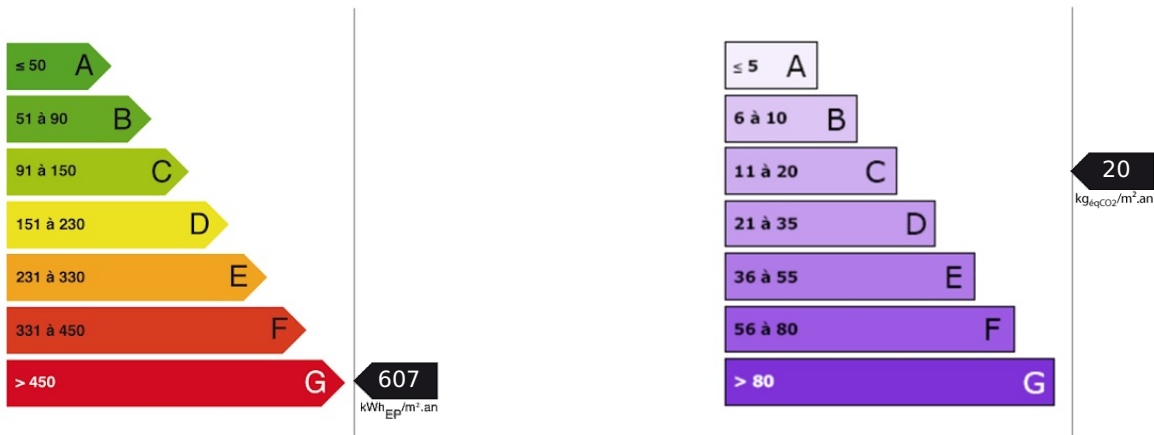 ≤ 50 A
51 à 90 B
91 à 150 C
151 à 230 D
231 à 330 E
331 à 450 F
> 450 G
607
kWhEP/m².an
≤ 5 A
6 à 10 B
11 à 20 C
20
kgéqCO2/m².an
21 à 35 D
36 à 55 E
56 à 80 F
> 80 G